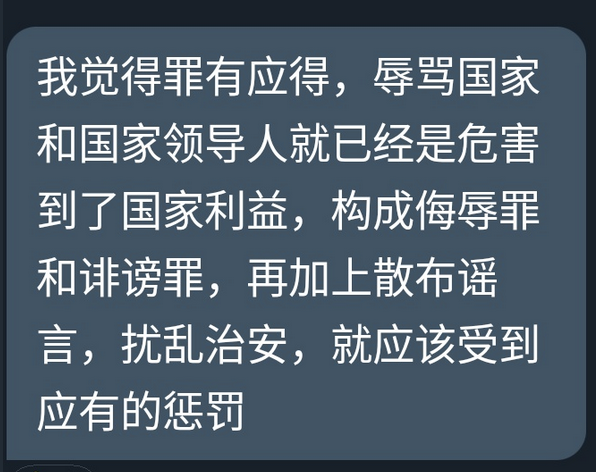 我觉得罪有应得，辱骂国家
和国家领导人就已经是危害
到了国家利益，构成侮辱罪
和诽谤罪，再加上散布谣
言，扰乱治安，就应该受到
应有的惩罚